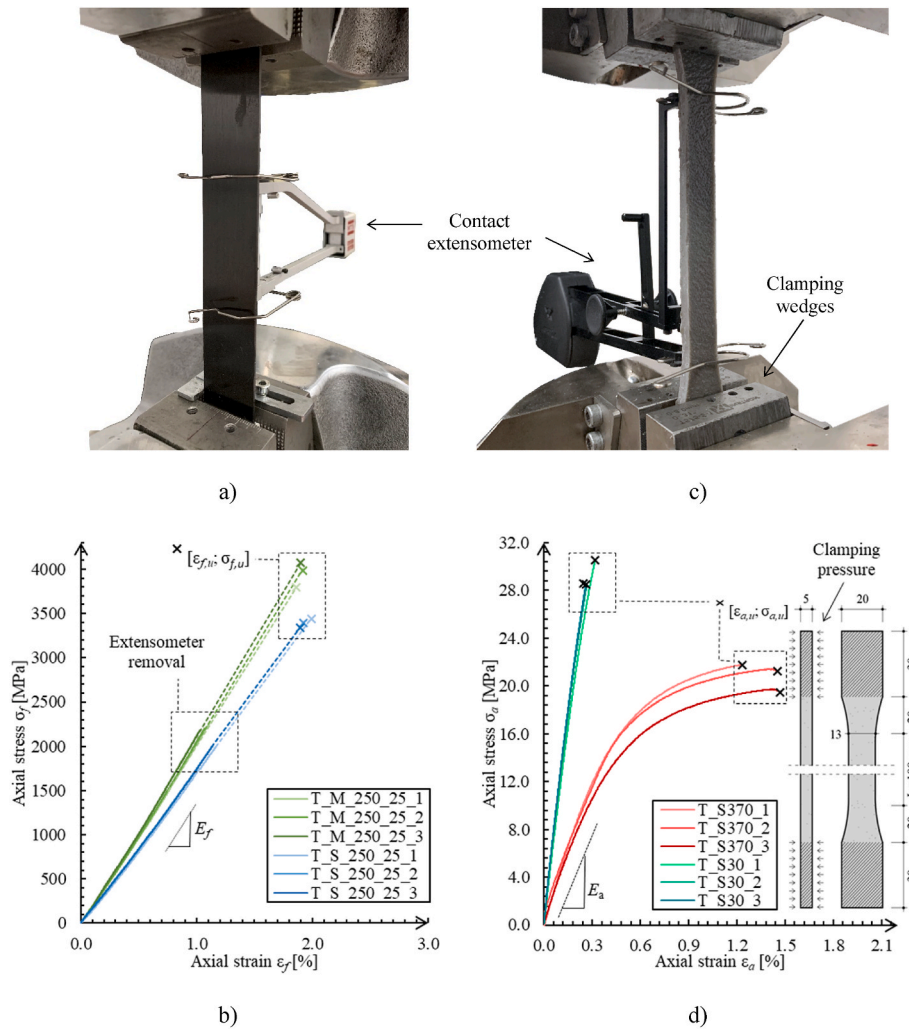 Contact
extensometer
Clamping
wedges
a)
c)
Axial stress σf [MPa]
4000
3500
3000
2500
2000
1500
1000
500
0
0.0
1.0
2.0
3.0
Axial strain εf [%]
[εf,u; σf,u]
Extensometer
removal
Ef
T_M_250_25_1
T_M_250_25_2
T_M_250_25_3
T_S_250_25_1
T_S_250_25_2
T_S_250_25_3
b)
Axial stress σa [MPa]
32.0
28.0
24.0
20.0
16.0
12.0
8.0
4.0
0.0
0.0
0.3
0.6
0.9
1.2
1.5
1.8
2.1
Axial strain εa [%]
[εa,u; σa,u]
Clamping
pressure
5
20
13
Ea
T_S370_1
T_S370_2
T_S370_3
T_S30_1
T_S30_2
T_S30_3
d)